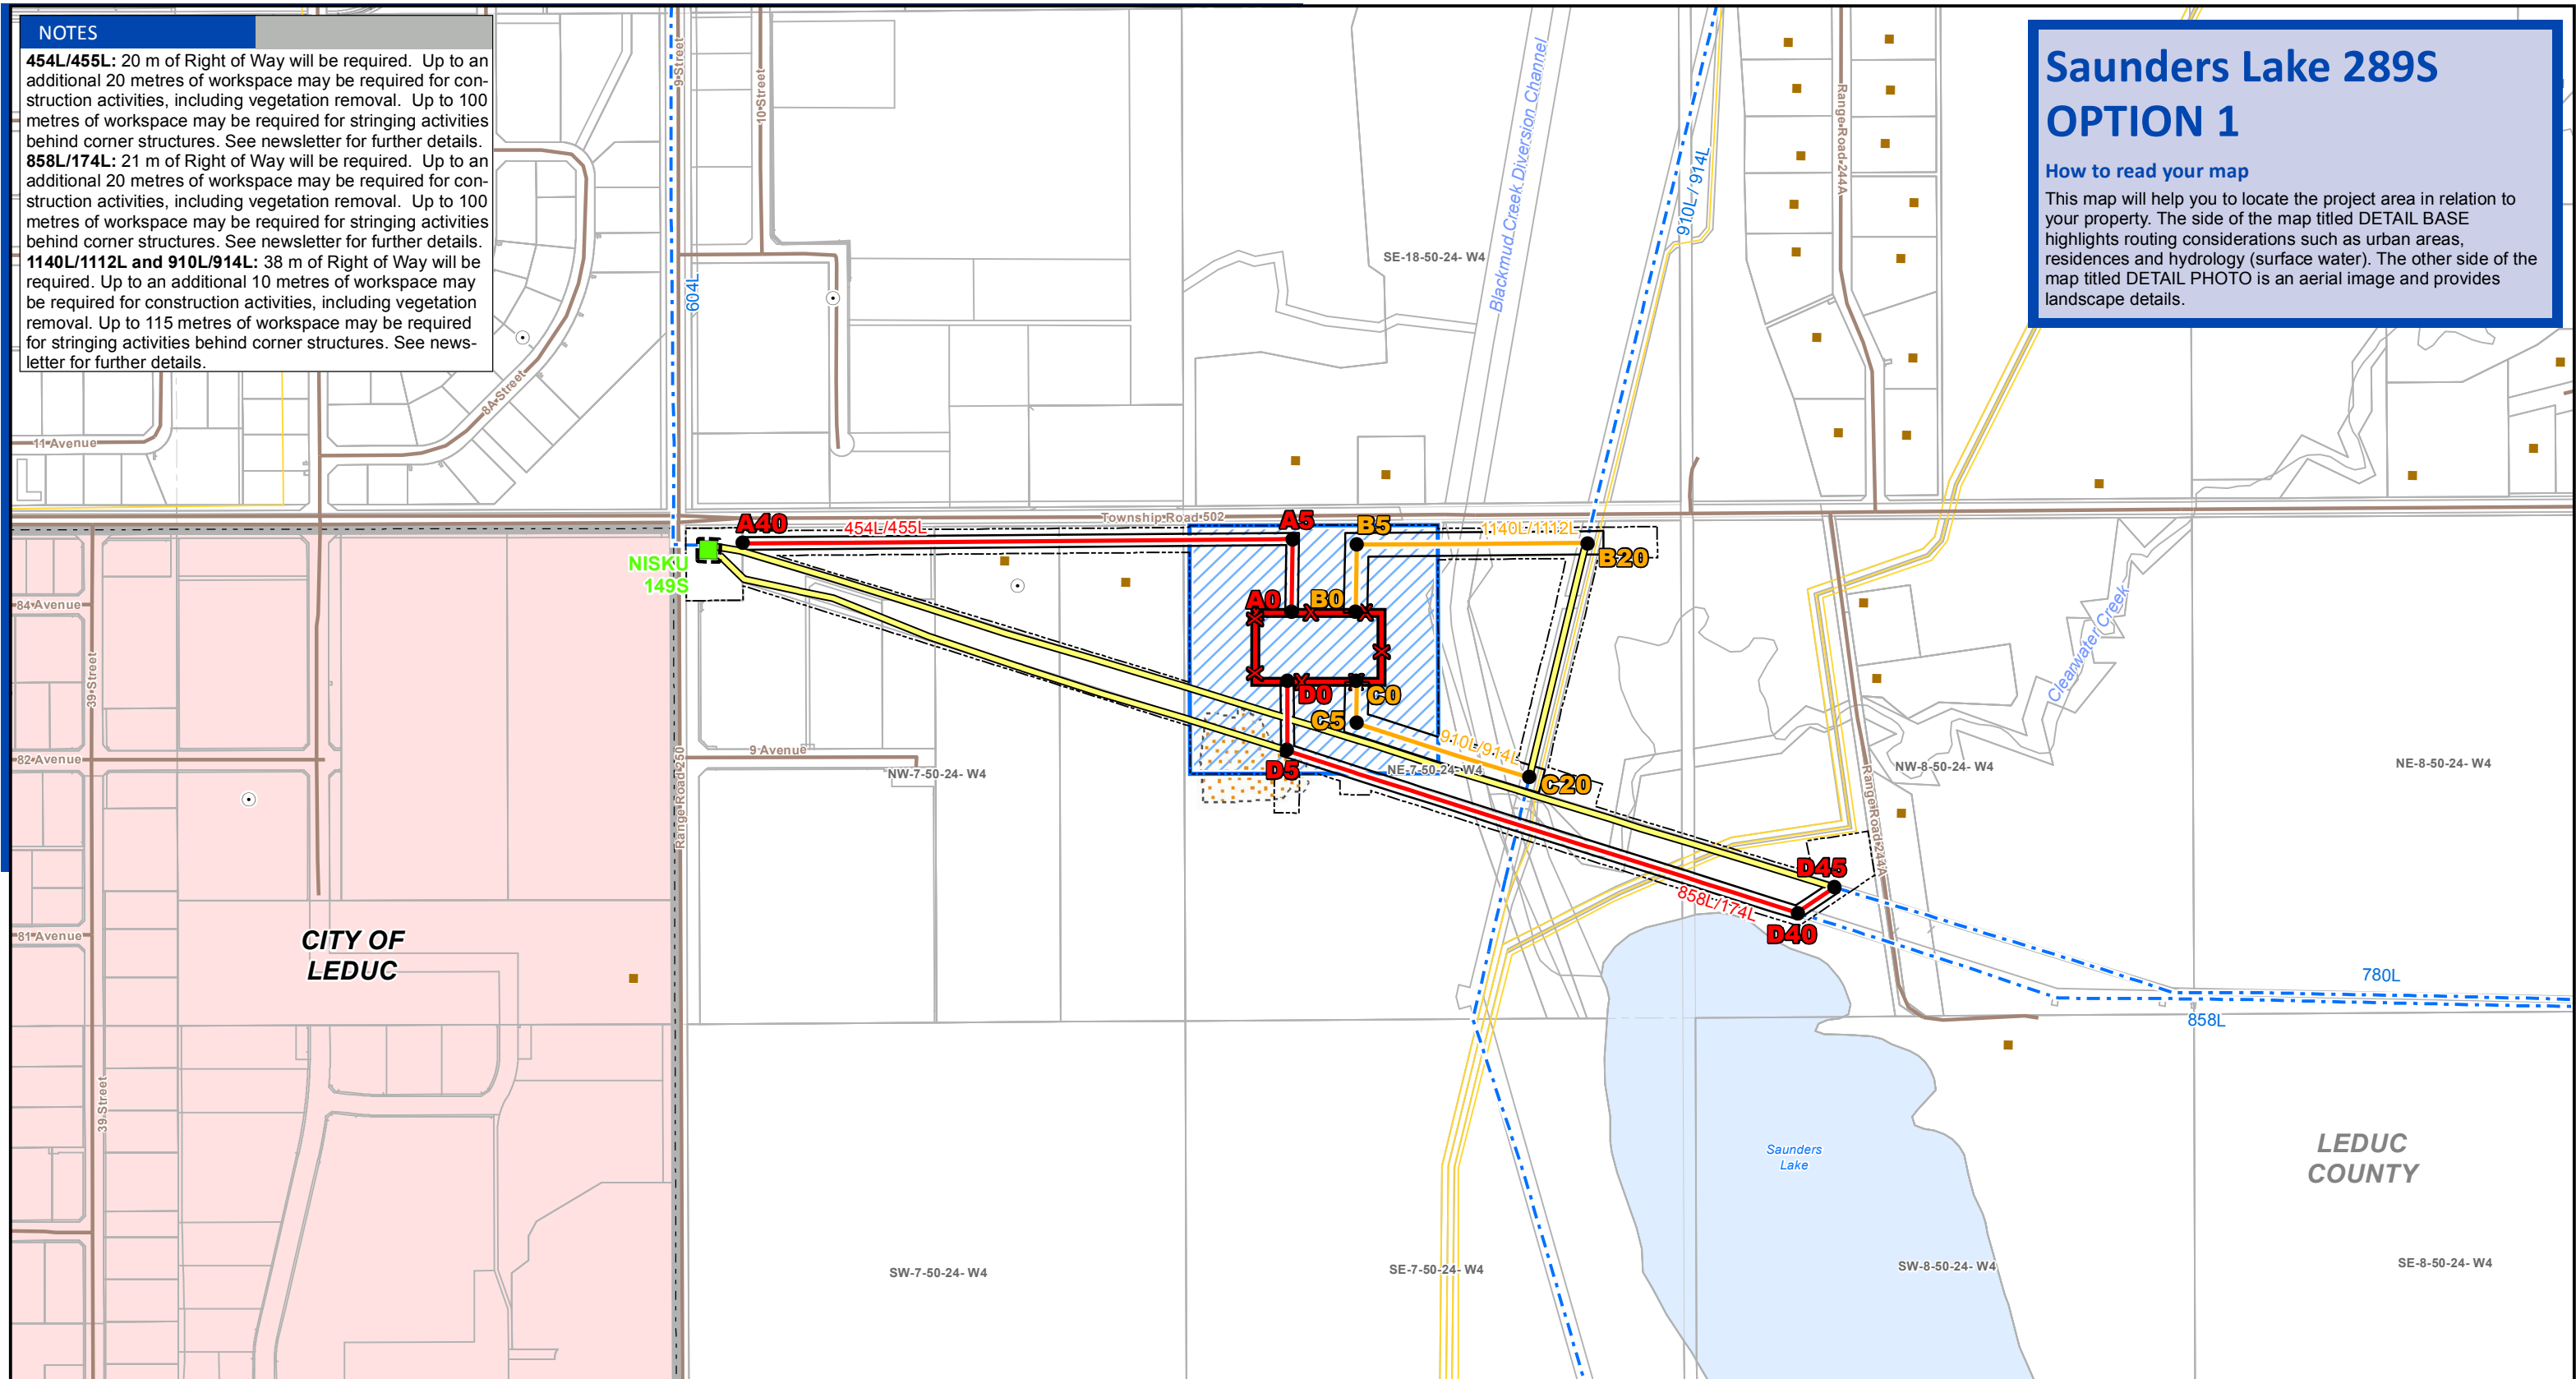 NOTES
454L/455L: 20 m of Right of Way will be required. Up to an
additional 20 metres of workspace may be required for con-
struction activities, including vegetation removal. Up to 100
metres of workspace may be required for stringing activities
behind corner structures. See newsletter for further details.
858L/174L: 21 m of Right of Way will be required. Up to an
additional 20 metres of workspace may be required for con-
struction activities, including vegetation removal. Up to 100
metres of workspace may be required for stringing activities
behind corner structures. See newsletter for further details.
1140L/1112L and 910L/914L: 38 m of Right of Way will be
required. Up to an additional 10 metres of workspace may
be required for construction activities, including vegetation
removal. Up to 115 metres of workspace may be required
for stringing activities behind corner structures. See news-
letter for further details.
Saunders Lake 289S
OPTION 1
How to read your map
This map will help you to locate the project area in relation to
your property. The side of the map titled DETAIL BASE
highlights routing considerations such as urban areas,
residences and hydrology (surface water). The other side of the
map titled DETAIL PHOTO is an aerial image and provides
landscape details.
9 Street
10 Street
Blackmud Creek Diversion Channel
910L / 914L
Range Road 244A
SE-18-50-24- W4
604L
8A Street
11 Avenue
Township Road 502
A40
454L/455L
A5
B5
1140L/1112L
B20
NISKU
149S
A0
B0
84 Avenue
39 Street
Clearwater Creek
D0
C0
C5
910L/914L
82 Avenue
Range Road 250
9 Avenue
NW-7-50-24- W4
D5
NE-7-50-24- W4
C20
NW-8-50-24- W4
NE-8-50-24- W4
Range Road 244A
D45
858L/174L
D40
81 Avenue
CITY OF
LEDUC
780L
858L
39 Street
Saunders
Lake
LEDUC
COUNTY
SW-7-50-24- W4
SE-7-50-24- W4
SW-8-50-24- W4
SE-8-50-24- W4